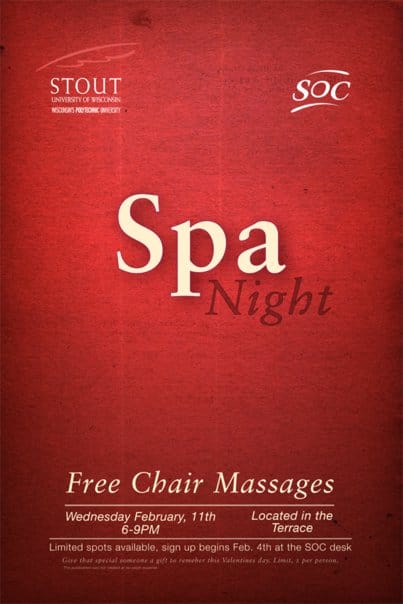 STOUT
UNIVERSITY OF WISCONSIN
WISCONSIN'S POLYTECHNIC UNIVERSITY
SOC
Spa
Night
Free Chair Massages
Wednesday February, 11th
6-9PM
Located in the
Terrace
Limited spots available, sign up begins Feb. 4th at the SOC desk
Give that special someone a gift to remeber this Valentines day. Limit, 1 per person.